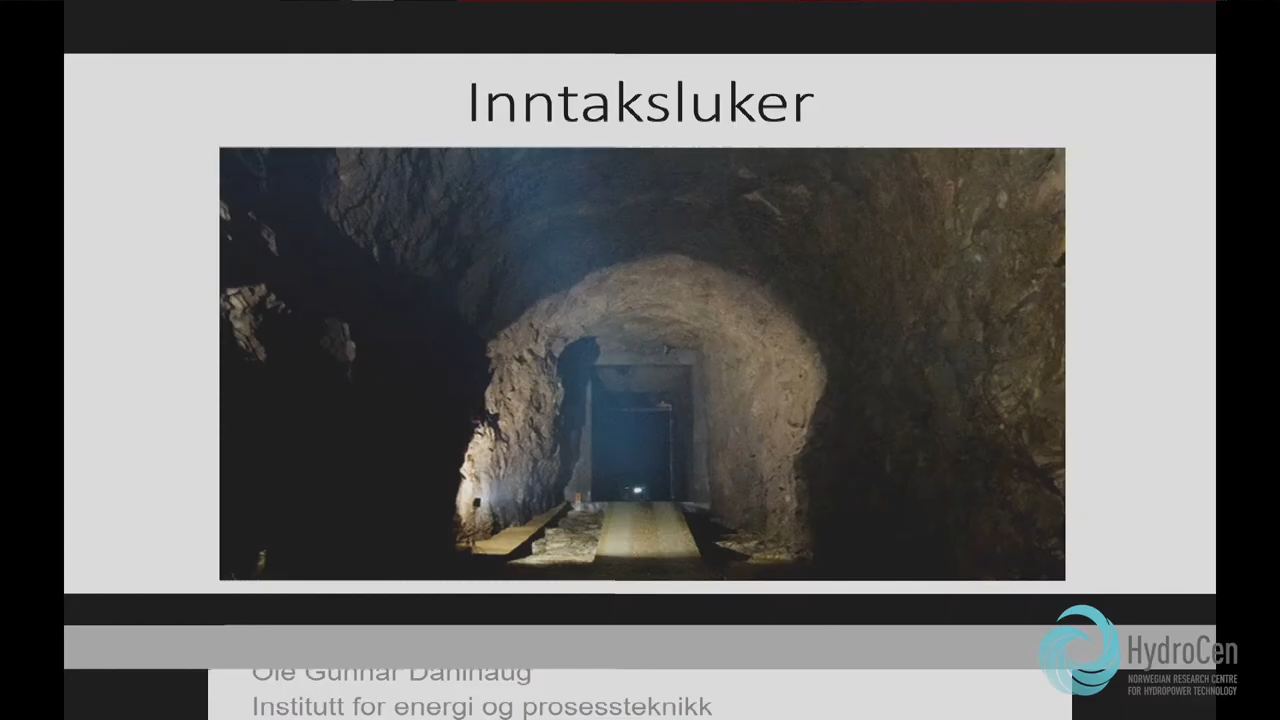 Inntaksluker
Ole Gunnar Dahlhaug
Institutt for energi og prosessteknikk
HydroCen
NORWEGIAN RESEARCH CENTRE
FOR HYDROPOWER TECHNOLOGY